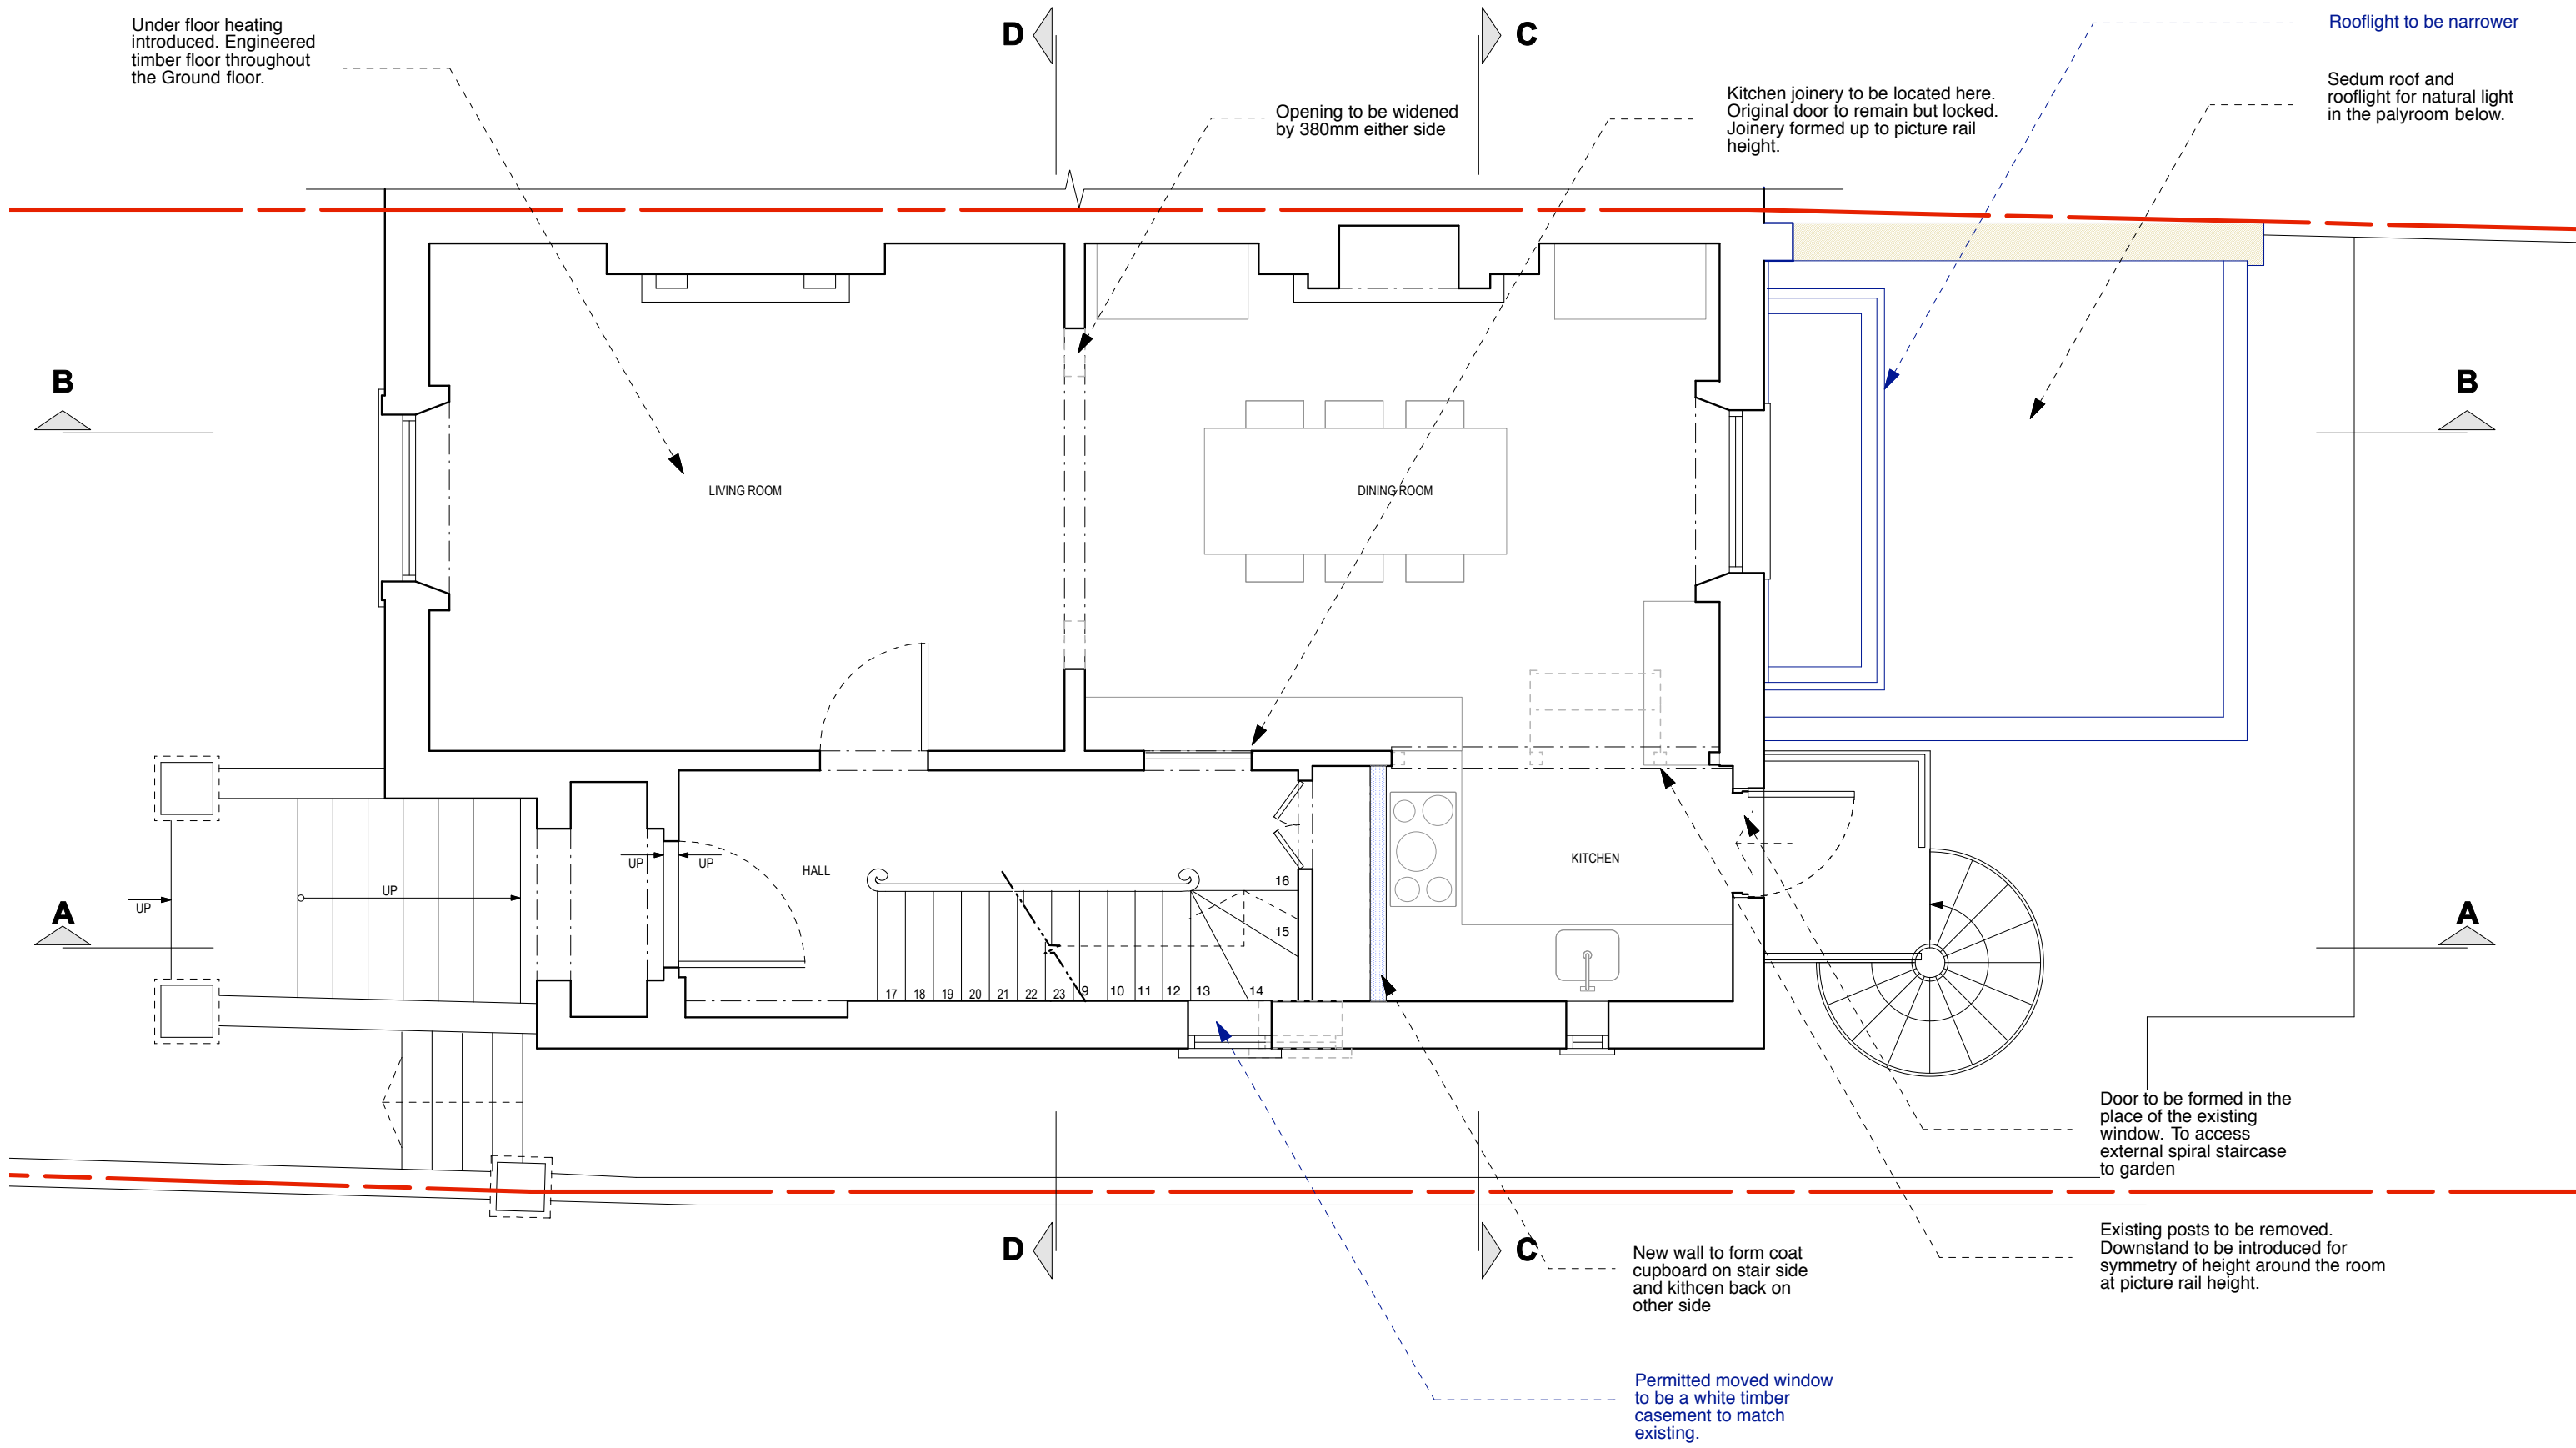 Under floor heating
introduced. Engineered
timber floor throughout
the Ground floor.
D
C
Rooflight to be narrower
Opening to be widened
by 380mm either side
Kitchen joinery to be located here.
Original door to remain but locked.
Joinery formed up to picture rail
height.
Sedum roof and
rooflight for natural light
in the palyroom below.
B
B
LIVING ROOM
DINING ROOM
UP
UP
UP
UP
HALL
KITCHEN
A
A
16
15
17 18 19 20 21 22 23 9 10 11 12 13 14
Door to be formed in the
place of the existing
window. To access
external spiral staircase
to garden
D
C
New wall to form coat
cupboard on stair side
and kithcen back on
other side
Existing posts to be removed.
Downstand to be introduced for
symmetry of height around the room
at picture rail height.
Permitted moved window
to be a white timber
casement to match
existing.